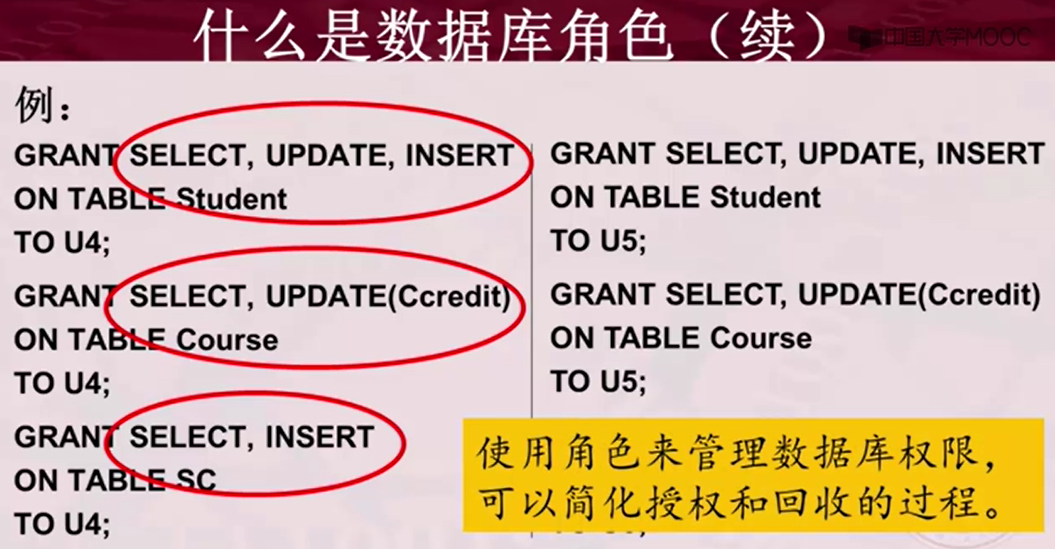 什么是数据库角色（续）
中国大学MOOC
例：
GRANT SELECT, UPDATE, INSERT
ON TABLE Student
TO U4;
GRANT SELECT, UPDATE(Ccredit)
ON TABLE Course
TO U4;
GRANT SELECT, INSERT
ON TABLE SC
TO U4;
GRANT SELECT, UPDATE, INSERT
ON TABLE Student
TO U5;
GRANT SELECT, UPDATE(Ccredit)
ON TABLE Course
TO U5;
使用角色来管理数据库权限，
可以简化授权和回收的过程。